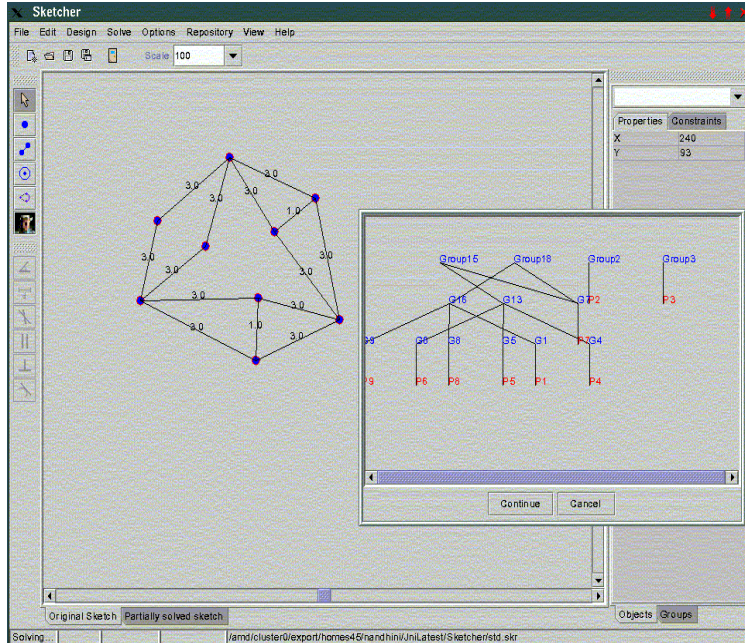 X Sketcher
File Edit Design Solve Options Repository View Help
Scale 100
Properties Constraints
X 240
Y 93
3.0
3.0 3.0 3.0
1.0
3.0 3.0
3.0 3.0
3.0 3.0
3.0 1.0 3.0
Group15 Group18 Group2 Group3
G16 G13 G7 P2 P3
G9 G6 G8 G5 G1 P7 G4
P9 P6 P8 P5 P1 P4
Continue Cancel
Original Sketch Partially solved sketch
Objects Groups
Solving... /amd/cluster0/export/homes45/nandhini/JniLatest/Sketcher/std.skr